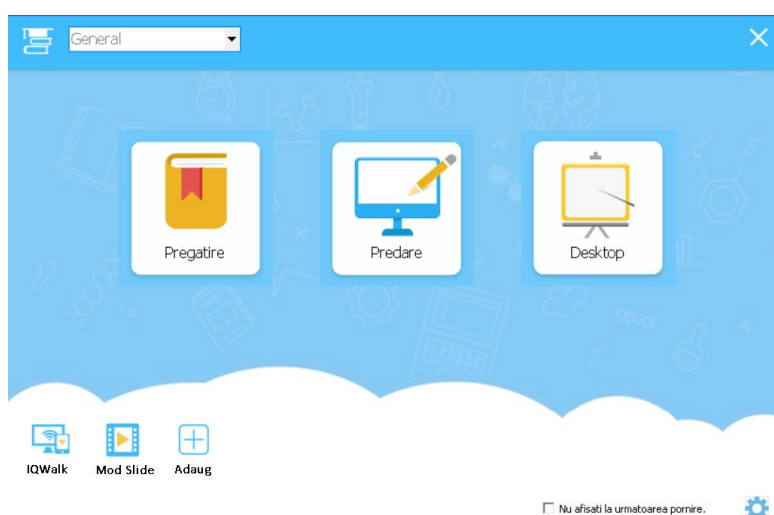 General
Pregatire
Predare
Desktop
IQWalk
Mod Slide
Adaug
Nu afisati la urmatoarea pornire.